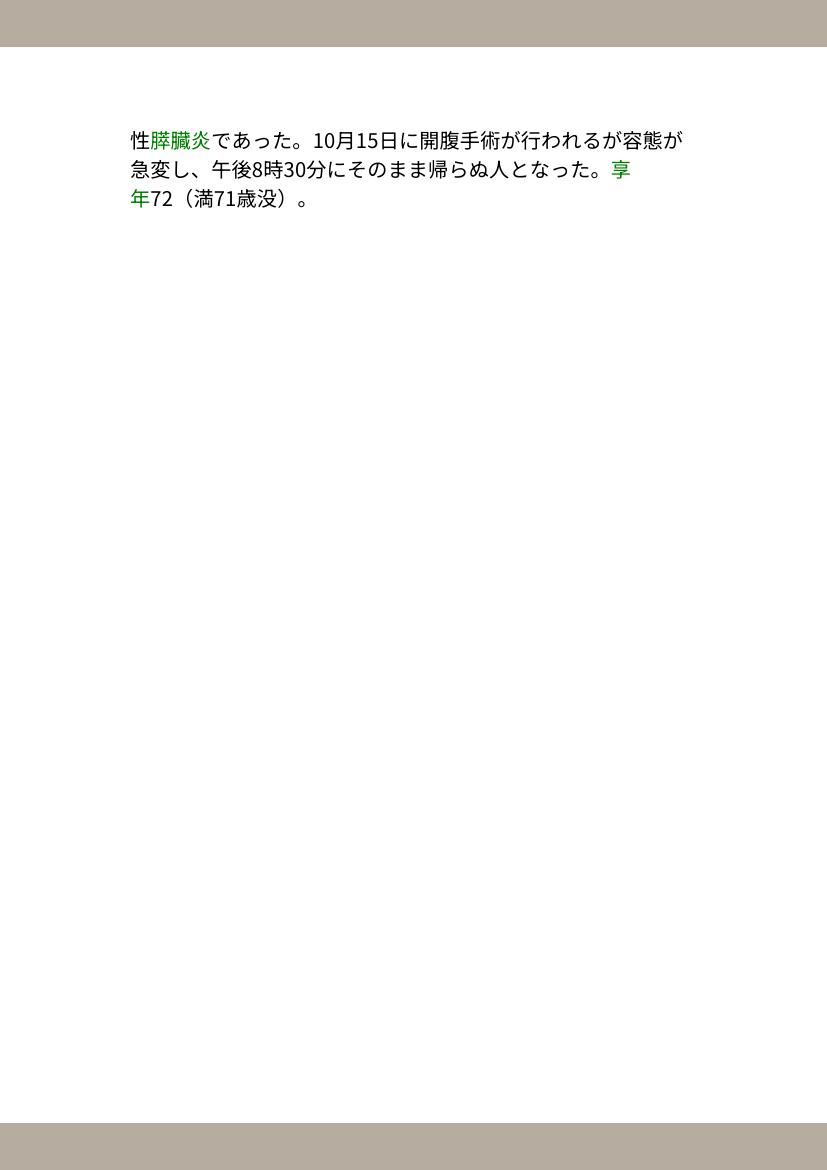 性膵臓炎であった。10月15日に開腹手術が行われるが容態が
急変し、午後8時30分にそのまま帰らぬ人となった。享
年72（満71歳没）。